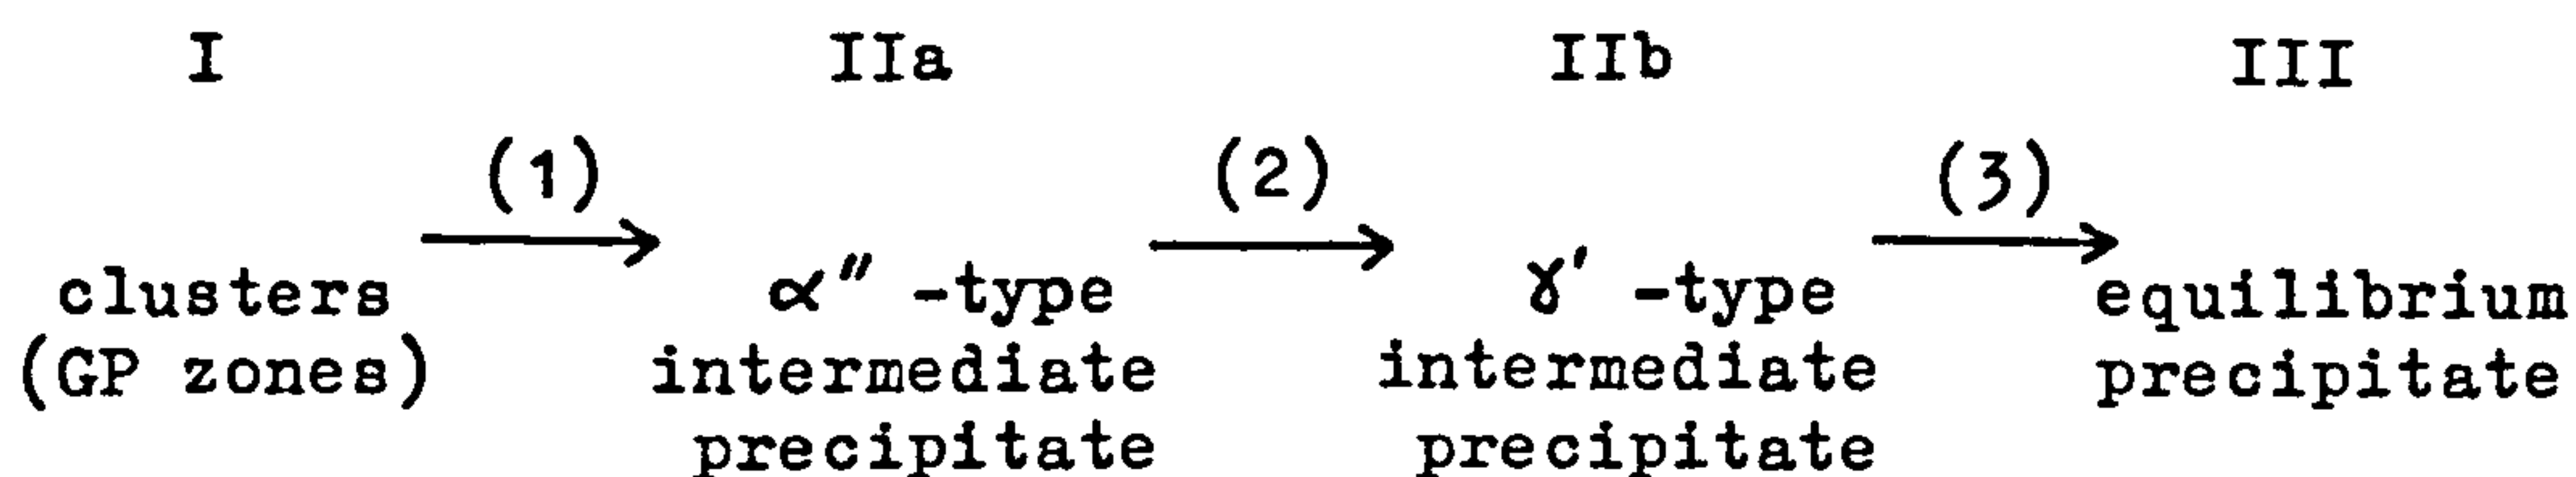 I IIa IIb III
(1) (2) (3)
clusters α″ -type γ′ -type equilibrium
(GP zones) intermediate intermediate precipitate
precipitate precipitate